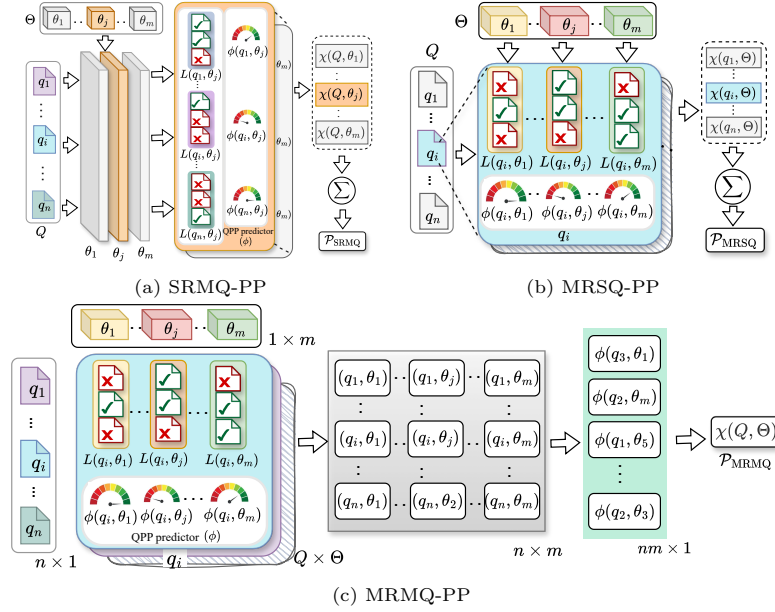 Θ θ₁ ... θⱼ ... θₘ
Q
q₁
⋮
qᵢ
⋮
qₙ
Q
θ₁ θⱼ θₘ
L(q₁, θⱼ)
L(qᵢ, θⱼ)
L(qₙ, θⱼ)
ϕ(q₁, θⱼ)
ϕ(qᵢ, θⱼ)
ϕ(qₙ, θⱼ)
QPP predictor
(ϕ)
θₘ)
θₘ)
θₘ)
χ(Q, θ₁)
⋮
χ(Q, θⱼ)
⋮
χ(Q, θₘ)
∑
𝒫SRMQ
(a) SRMQ-PP
Θ θ₁ ... θⱼ ... θₘ
Q
q₁
⋮
qᵢ
⋮
qₙ
L(qᵢ, θ₁) L(qᵢ, θⱼ) L(qᵢ, θₘ)
ϕ(qᵢ, θ₁) ϕ(qᵢ, θⱼ) ϕ(qᵢ, θₘ)
qᵢ
χ(q₁, Θ)
⋮
χ(qᵢ, Θ)
⋮
χ(qₙ, Θ)
∑
𝒫MRSQ
(b) MRSQ-PP
θ₁ ... θⱼ ... θₘ
1 × m
q₁
...
qᵢ
...
qₙ
n × 1
L(qᵢ, θ₁) L(qᵢ, θⱼ) L(qᵢ, θₘ)
ϕ(qᵢ, θ₁) ϕ(qᵢ, θⱼ) ϕ(qᵢ, θₘ)
QPP predictor (ϕ)
qᵢ
Q × Θ
(q₁, θ₁) ·· (q₁, θⱼ) ·· (q₁, θₘ)
⋮ ⋮ ⋮
(qᵢ, θ₁) ·· (qᵢ, θⱼ) ·· (qᵢ, θₘ)
⋮ ⋮ ⋮
(qₙ, θ₁) ·· (qₙ, θ₂) ·· (qₙ, θₘ)
n × m
ϕ(q₃, θ₁)
ϕ(q₂, θₘ)
ϕ(q₁, θ₅)
⋮
ϕ(q₂, θ₃)
nm × 1
χ(Q, Θ)
𝒫MRMQ
(c) MRMQ-PP